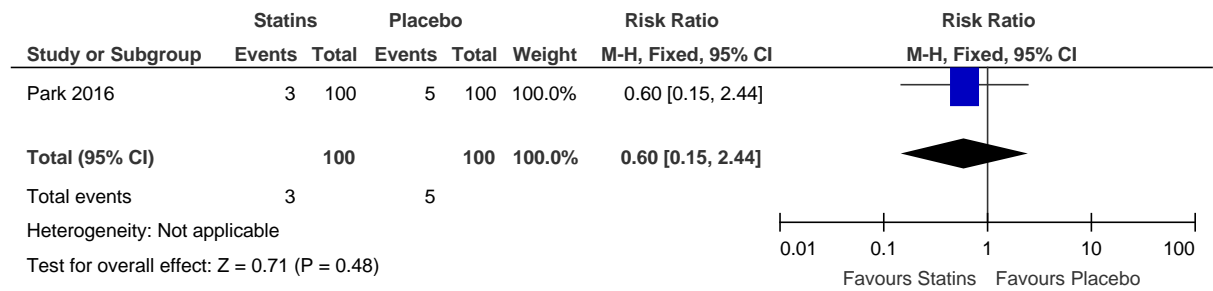 Statins Placebo Risk Ratio Risk Ratio
Study or Subgroup Events Total Events Total Weight M-H, Fixed, 95% CI M-H, Fixed, 95% CI
Park 2016 3 100 5 100 100.0% 0.60 [0.15, 2.44]
Total (95% CI) 100 100 100.0% 0.60 [0.15, 2.44]
Total events 3 5
Heterogeneity: Not applicable
Test for overall effect: Z = 0.71 (P = 0.48)
0.01 0.1 1 10 100
Favours Statins Favours Placebo